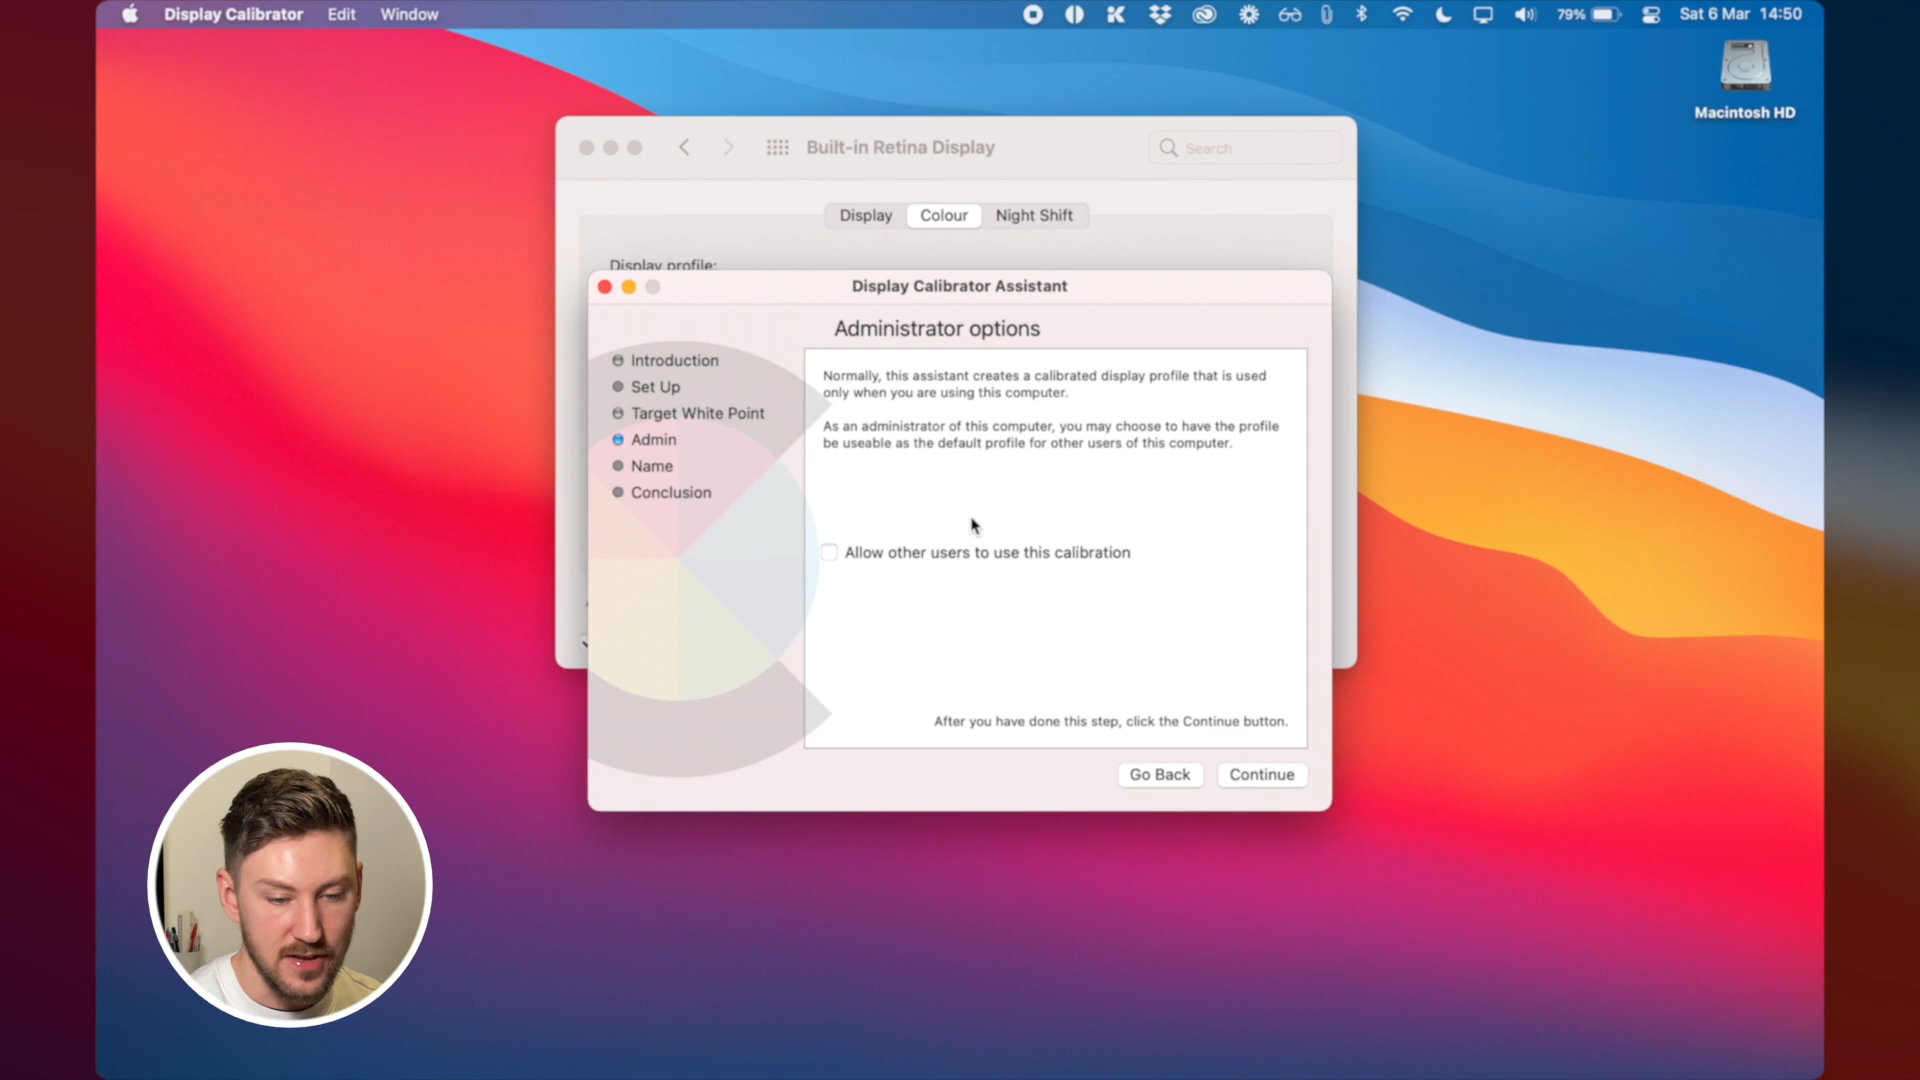 Display Calibrator Edit Window 79% Sat 6 Mar 14:50
Macintosh HD
Built-in Retina Display
Search
Display Colour Night Shift
Display profile:
Display Calibrator Assistant
Administrator options
Introduction
Set Up
Target White Point
Admin
Name
Conclusion
Normally, this assistant creates a calibrated display profile that is used
only when you are using this computer.
As an administrator of this computer, you may choose to have the profile
be useable as the default profile for other users of this computer.
Allow other users to use this calibration
After you have done this step, click the Continue button.
Go Back Continue